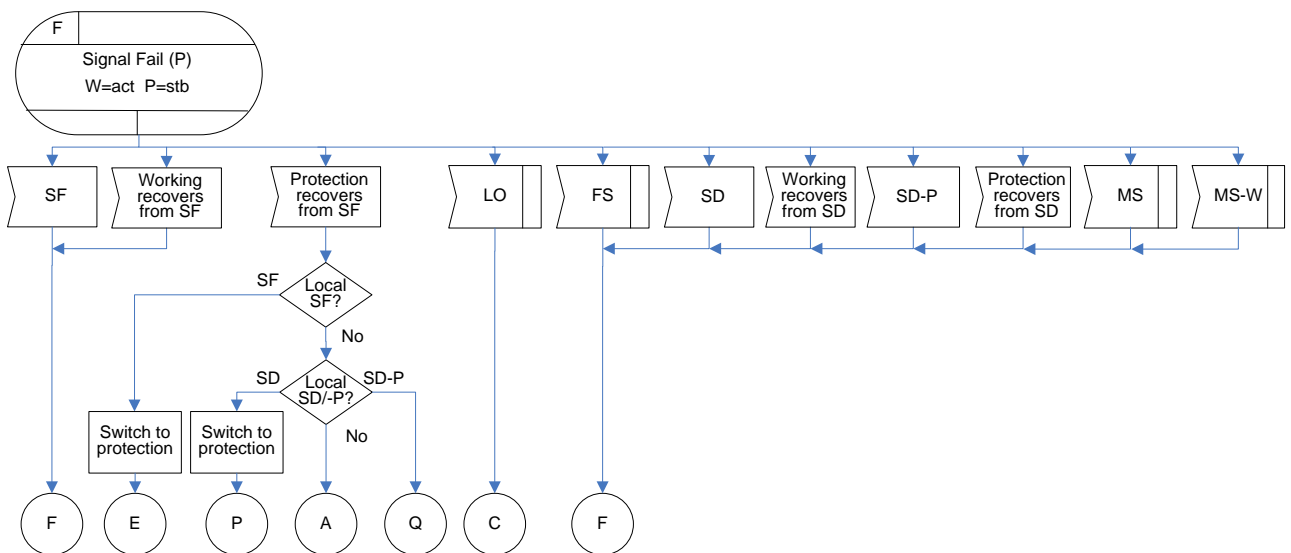 F
Signal Fail (P)
W=act P=stb
SF
Working
recovers
from SF
Protection
recovers
from SF
LO
FS
SD
Working
recovers
from SD
SD-P
Protection
recovers
from SD
MS
MS-W
SF
Local
SF?
No
SD
Local
SD/-P?
SD-P
No
Switch to
protection
Switch to
protection
F
E
P
A
Q
C
F